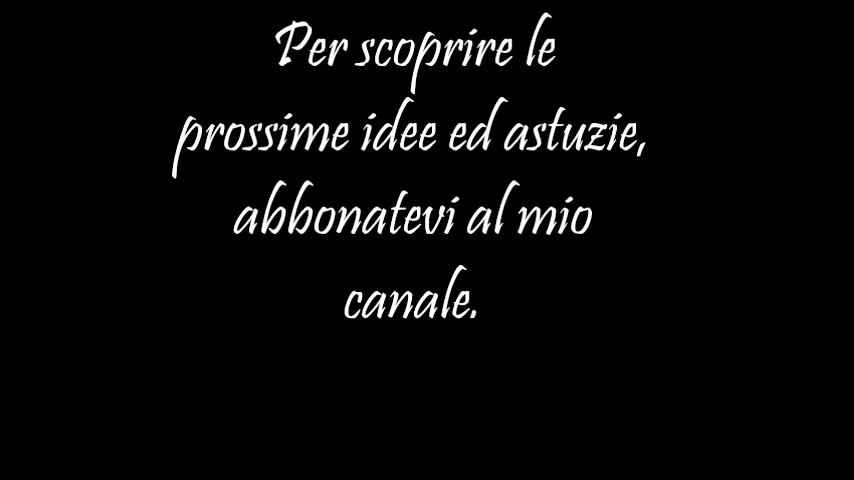 Per scoprire le
prossime idee ed astuzie,
abbonatevi al mio
canale.